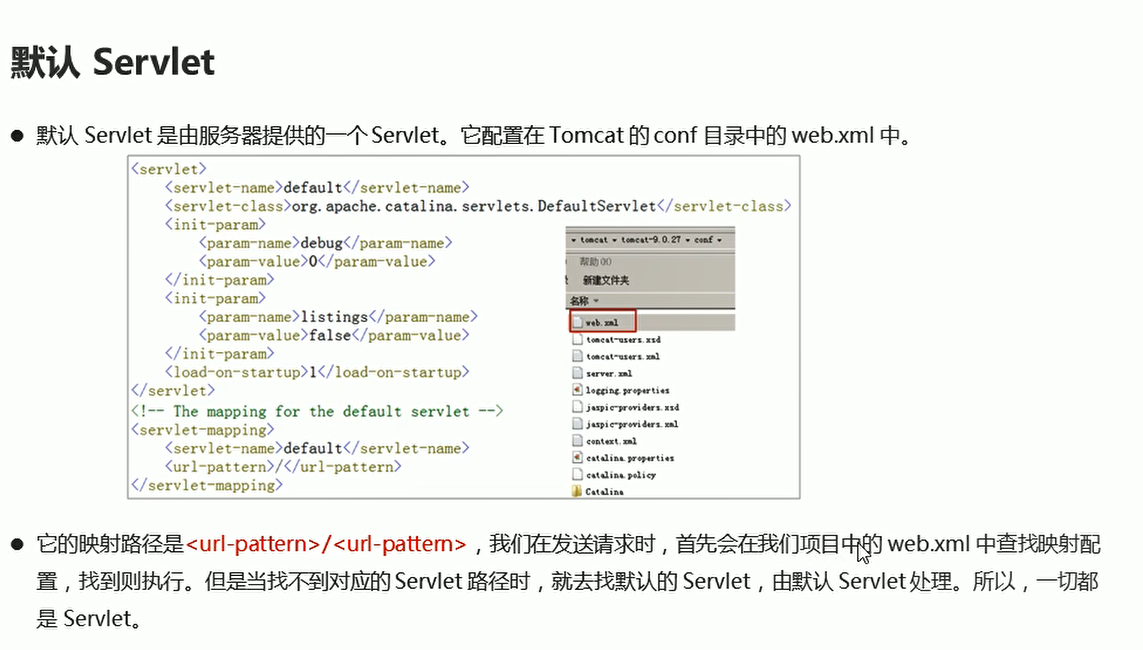 默认 Servlet
● 默认 Servlet 是由服务器提供的一个 Servlet。它配置在 Tomcat 的 conf 目录中的 web.xml 中。
<servlet>
<servlet-name>default</servlet-name>
<servlet-class>org.apache.catalina.servlets.DefaultServlet</servlet-class>
<init-param>
<param-name>debug</param-name>
<param-value>0</param-value>
</init-param>
<init-param>
<param-name>listings</param-name>
<param-value>false</param-value>
</init-param>
<load-on-startup>1</load-on-startup>
</servlet>
<!-- The mapping for the default servlet -->
<servlet-mapping>
<servlet-name>default</servlet-name>
<url-pattern>/</url-pattern>
</servlet-mapping>
tomcat ▾ tomcat-9.0.27 ▾ conf ▾
帮助(H)
新建文件夹
名称
web.xml
tomcat-users.xsd
tomcat-users.xml
server.xml
logging.properties
jaspic-providers.xsd
jaspic-providers.xml
context.xml
catalina.properties
catalina.policy
Catalina
● 它的映射路径是<url-pattern>/<url-pattern>，我们在发送请求时，首先会在我们项目中的 web.xml 中查找映射配
置，找到则执行。但是当找不到对应的 Servlet 路径时，就去找默认的 Servlet，由默认 Servlet 处理。所以，一切都
是 Servlet。